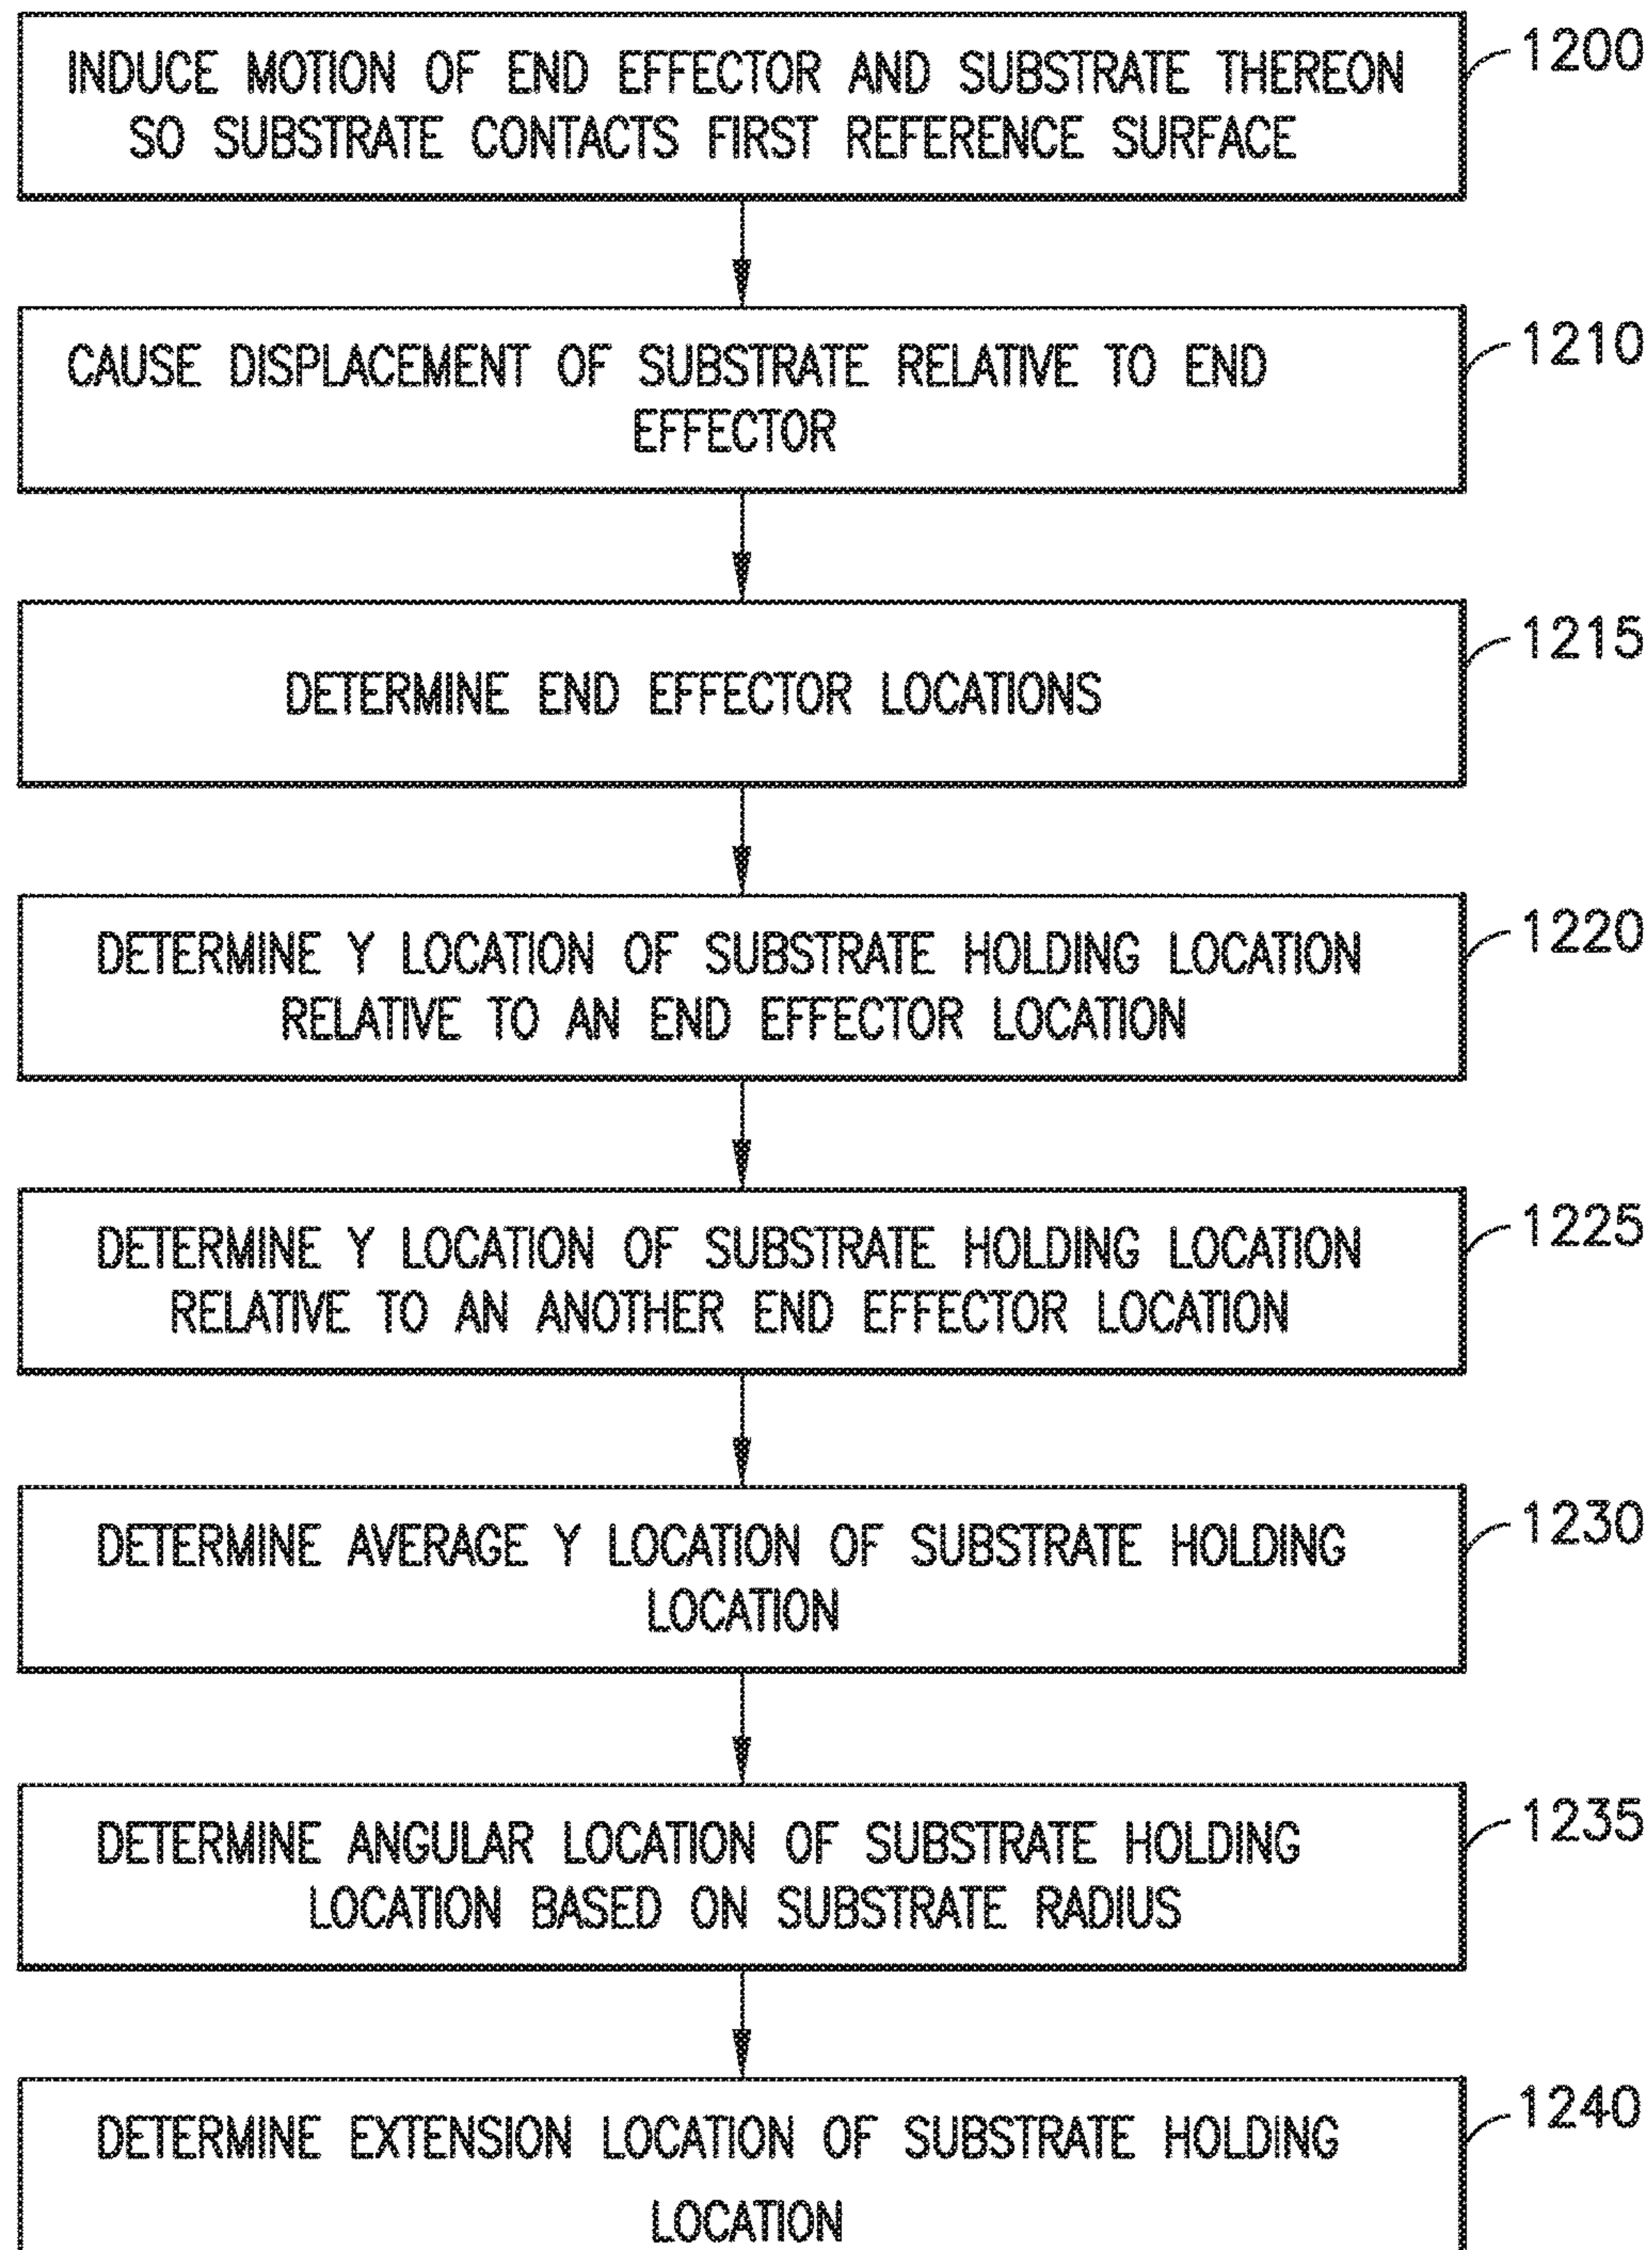 INDUCE MOTION OF END EFFECTOR AND SUBSTRATE THEREON
SO SUBSTRATE CONTACTS FIRST REFERENCE SURFACE
1200
CAUSE DISPLACEMENT OF SUBSTRATE RELATIVE TO END
EFFECTOR
1210
DETERMINE END EFFECTOR LOCATIONS
1215
DETERMINE Y LOCATION OF SUBSTRATE HOLDING LOCATION
RELATIVE TO AN END EFFECTOR LOCATION
1220
DETERMINE Y LOCATION OF SUBSTRATE HOLDING LOCATION
RELATIVE TO AN ANOTHER END EFFECTOR LOCATION
1225
DETERMINE AVERAGE Y LOCATION OF SUBSTRATE HOLDING
LOCATION
1230
DETERMINE ANGULAR LOCATION OF SUBSTRATE HOLDING
LOCATION BASED ON SUBSTRATE RADIUS
1235
DETERMINE EXTENSION LOCATION OF SUBSTRATE HOLDING
LOCATION
1240